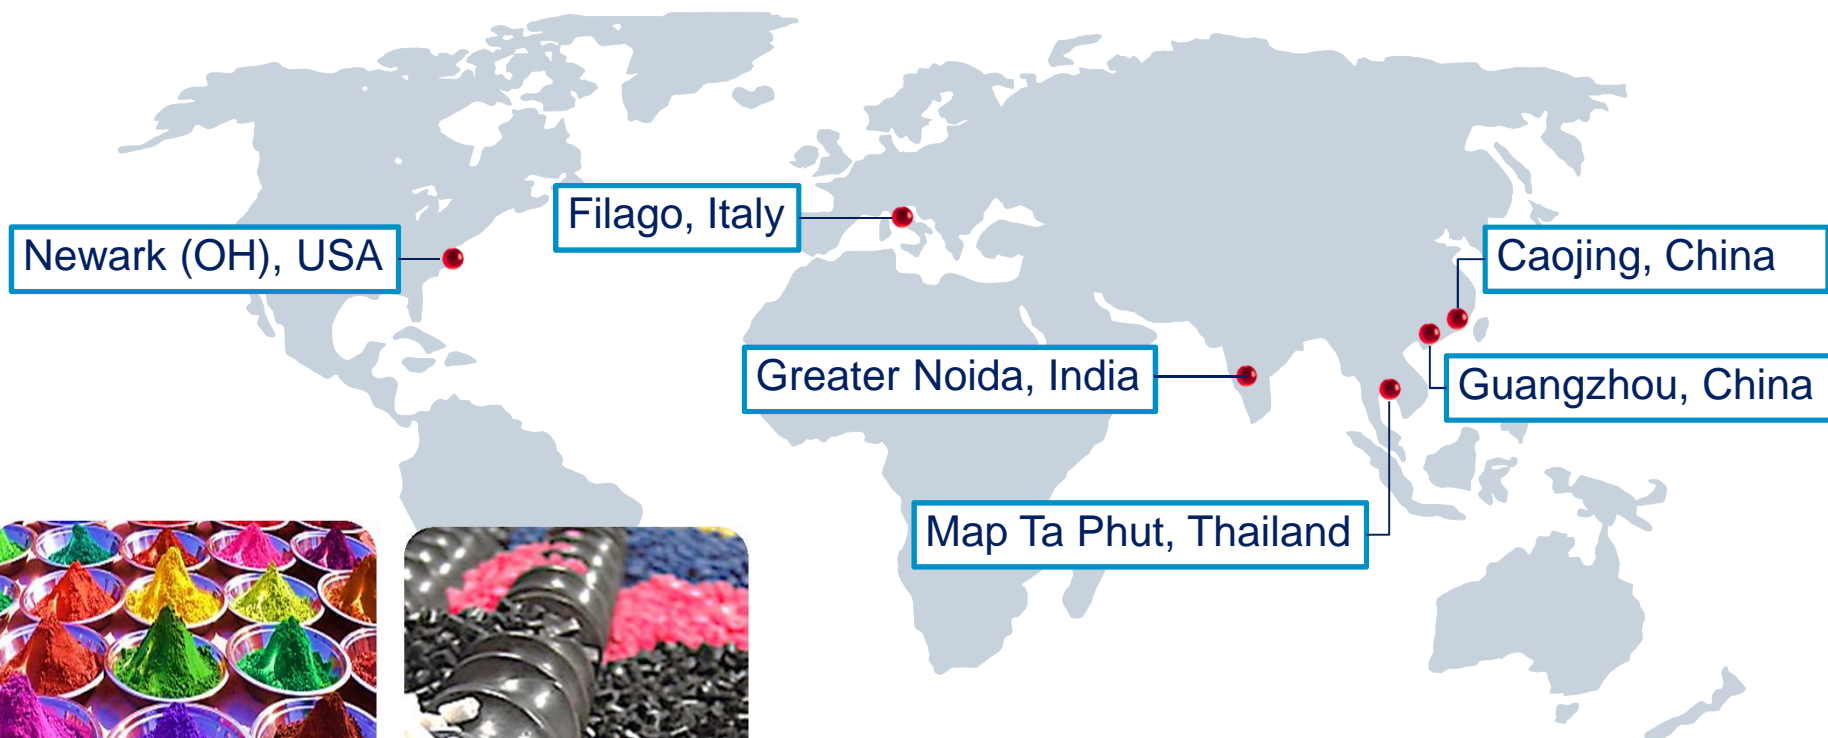 Filago, Italy
Newark (OH), USA
Caojing, China
Greater Noida, India
Guangzhou, China
Map Ta Phut, Thailand